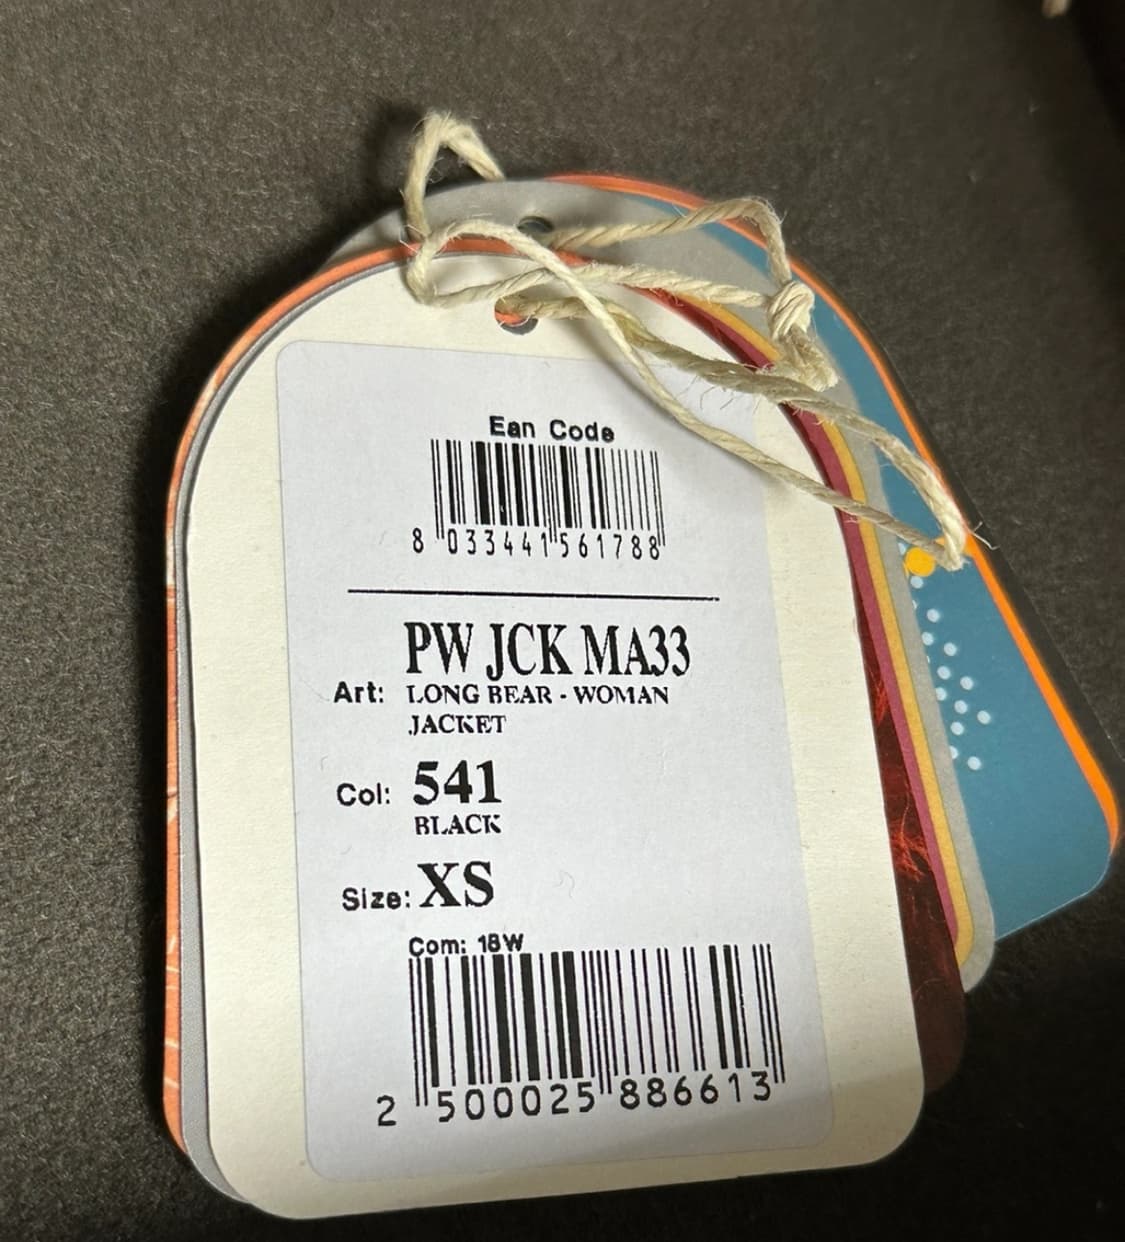 Ean Code
8 033441 561788
PW JCK MA33
Art: LONG BEAR - WOMAN
JACKET
Col: 541
BLACK
Size: XS
Com: 18W
2 500025 886613